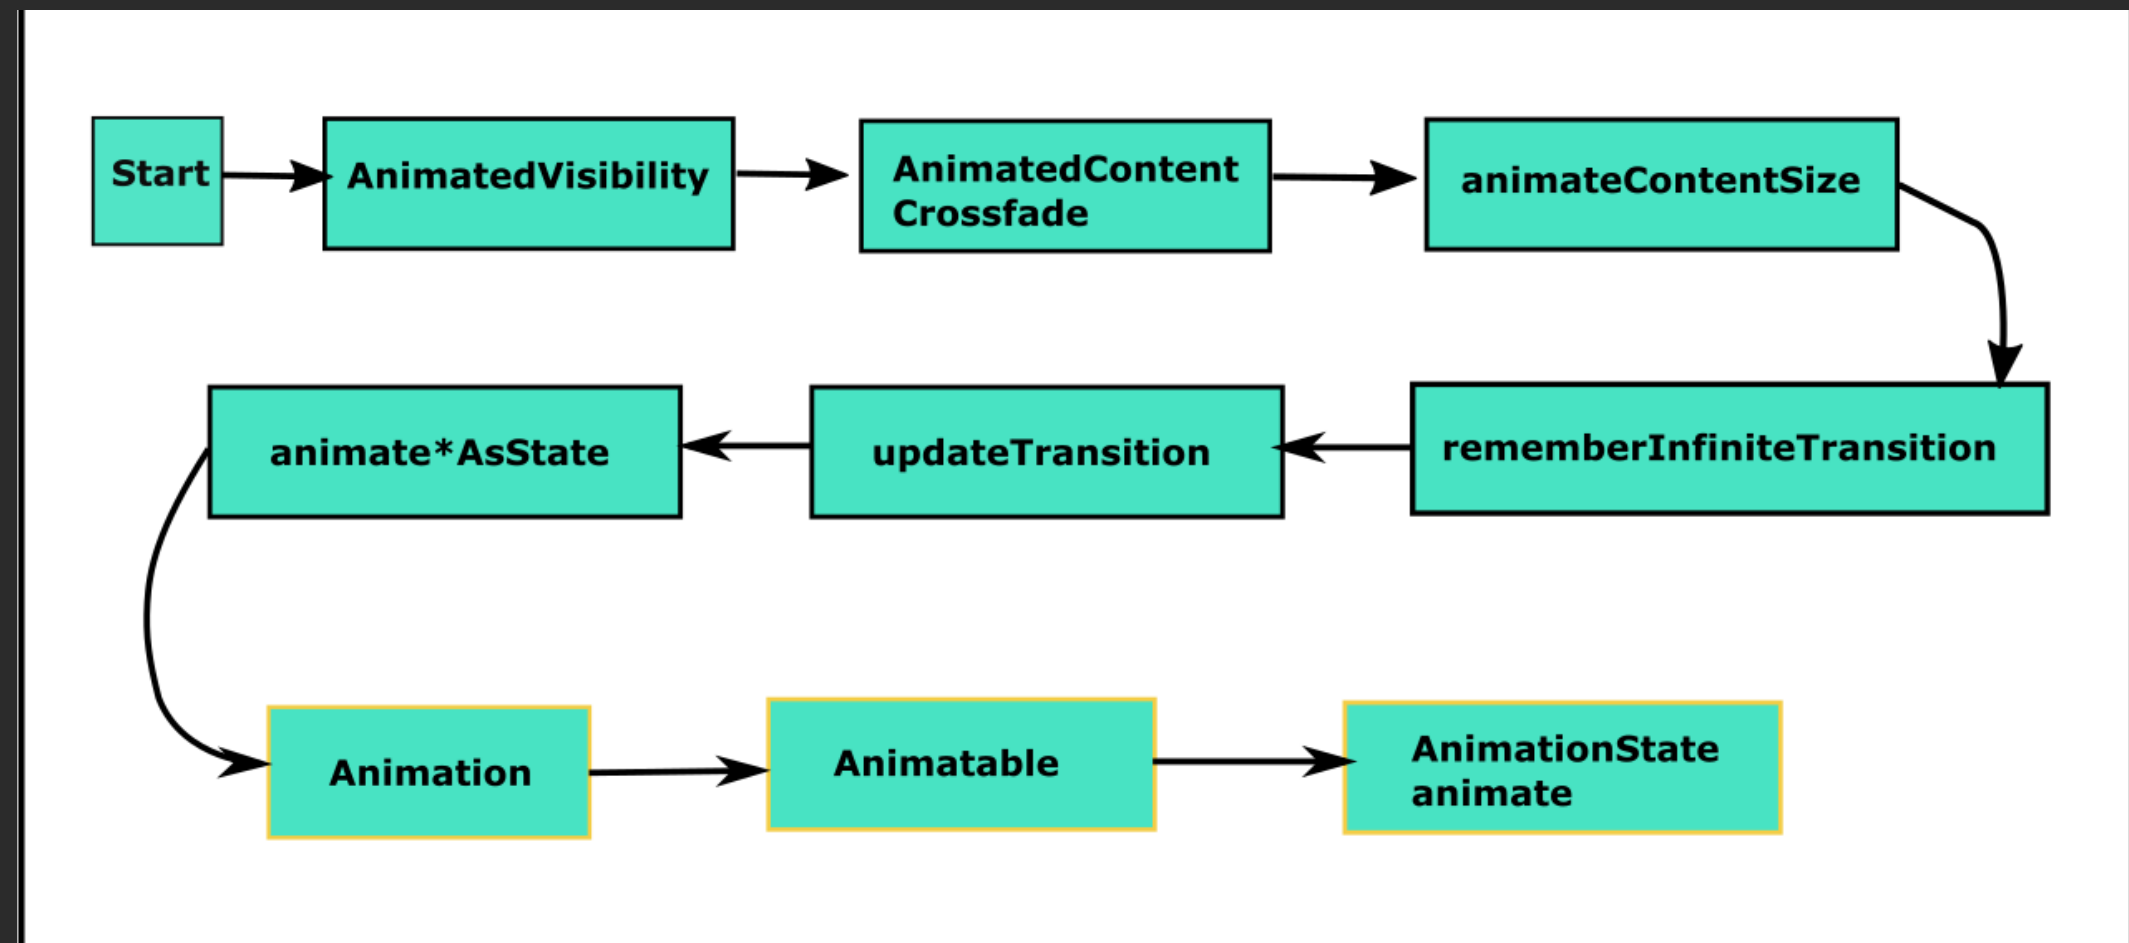 Start
AnimatedVisibility
AnimatedContent
Crossfade
animateContentSize
rememberInfiniteTransition
updateTransition
animate*AsState
Animation
Animatable
AnimationState
animate